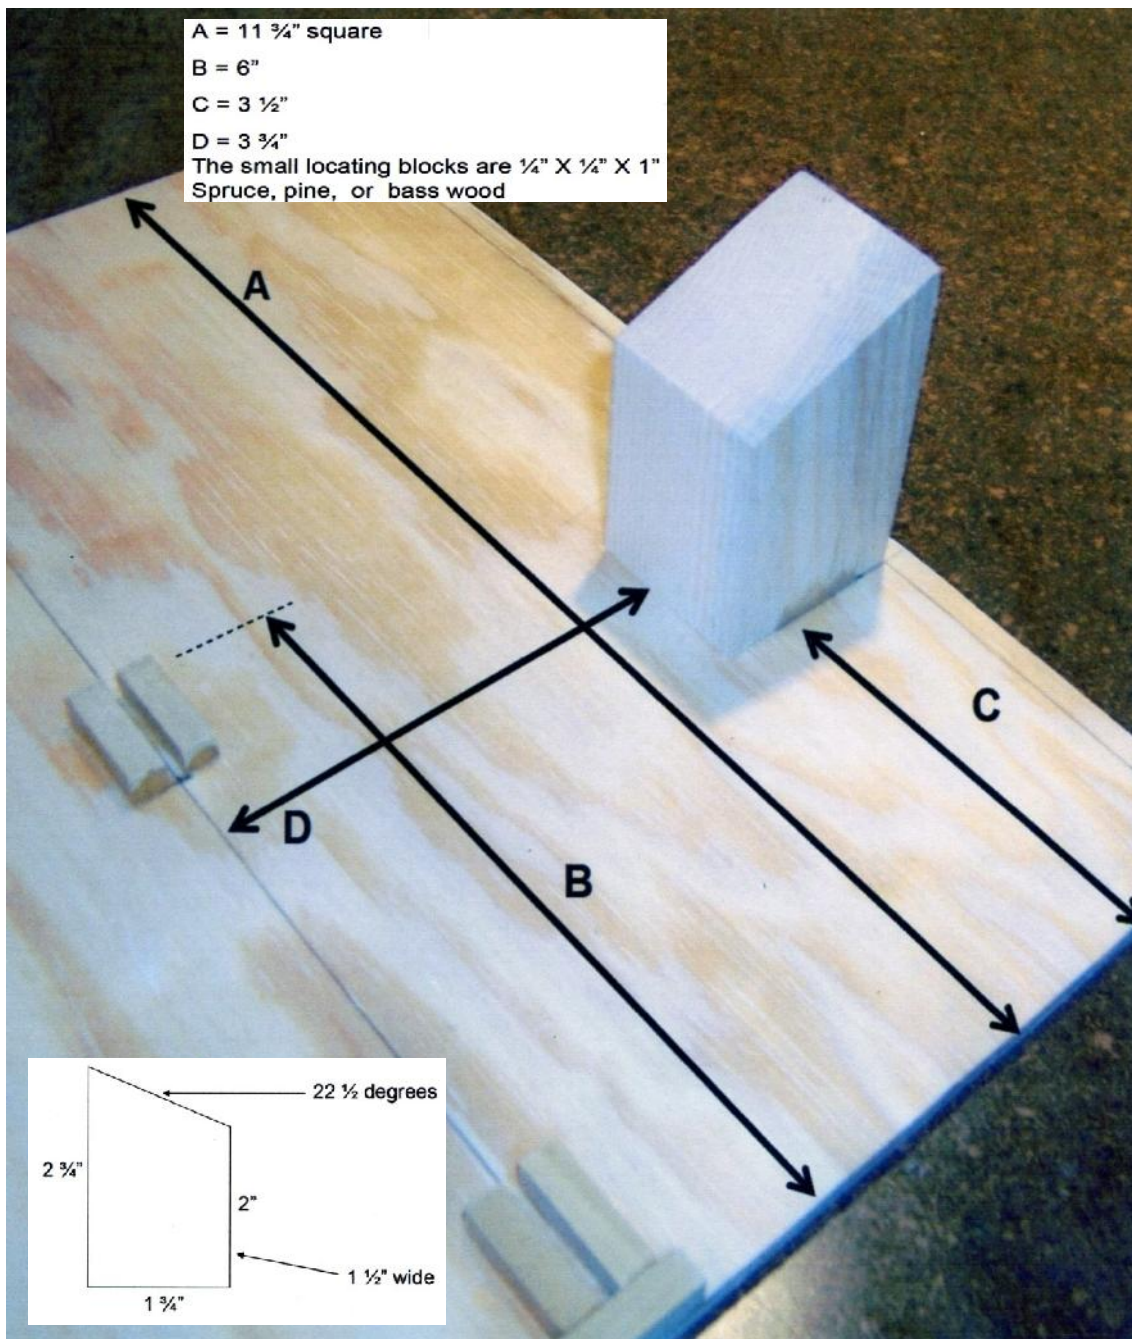 A = 11 ¾” square
B = 6”
C = 3 ½”
D = 3 ¾”
The small locating blocks are ¼” X ¼” X 1”
Spruce, pine, or bass wood
A
C
D
B
22 ½ degrees
2 ¾”
2”
1 ½” wide
1 ¾”